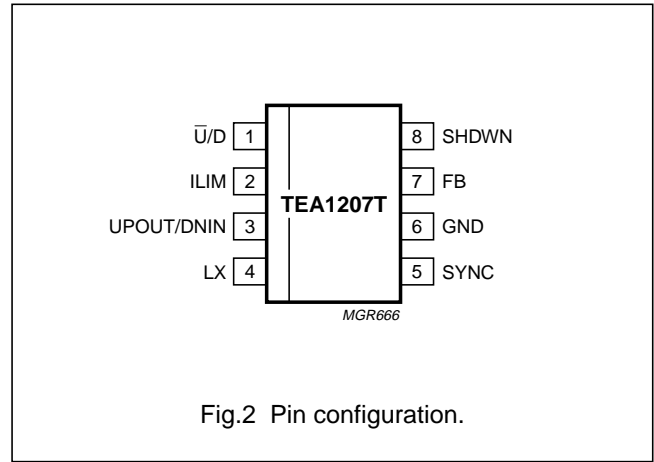 U̅/D 1 8 SHDWN
ILIM 2 7 FB
TEA1207T
UPOUT/DNIN 3 6 GND
LX 4 5 SYNC
MGR666
Fig.2 Pin configuration.